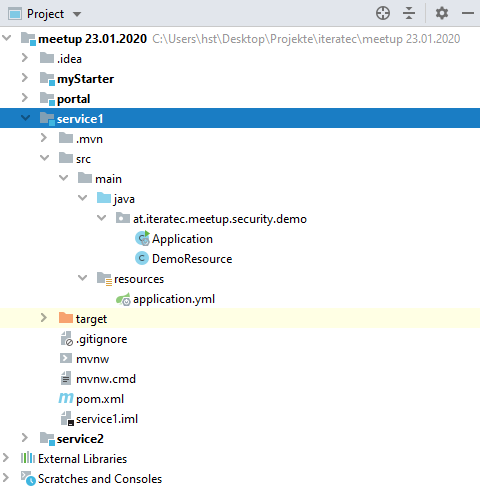 Project
meetup 23.01.2020 C:\Users\hst\Desktop\Projekte\iteratec\meetup 23.01.2020
.idea
myStarter
portal
service1
.mvn
src
main
java
at.iteratec.meetup.security.demo
Application
DemoResource
resources
application.yml
target
.gitignore
mvnw
mvnw.cmd
pom.xml
service1.iml
service2
External Libraries
Scratches and Consoles